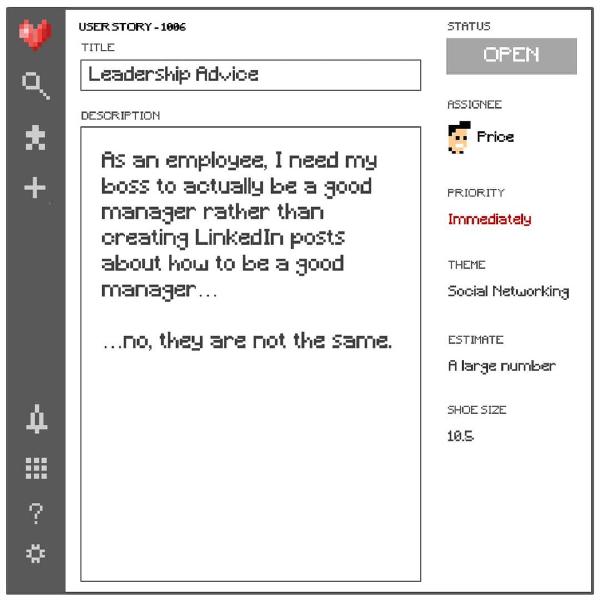 USER STORY - 1006
TITLE
Leadership Advice
DESCRIPTION
As an employee, I need my
boss to actually be a good
manager rather than
creating LinkedIn posts
about how to be a good
manager...
...no, they are not the same.
STATUS
OPEN
ASSIGNEE
Price
PRIORITY
Immediately
THEME
Social Networking
ESTIMATE
A large number
SHOE SIZE
10.5
?